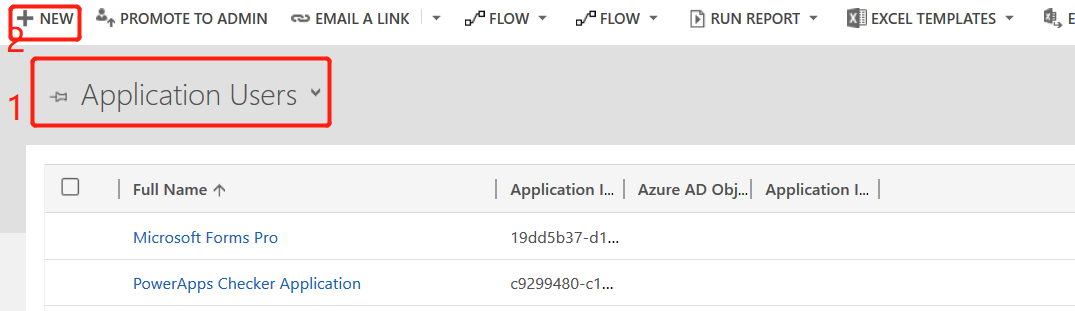 NEW PROMOTE TO ADMIN EMAIL A LINK FLOW FLOW RUN REPORT EXCEL TEMPLATES E
2
1 Application Users
Full Name Application I... Azure AD Obj... Application I...
Microsoft Forms Pro 19dd5b37-d1...
PowerApps Checker Application c9299480-c1...